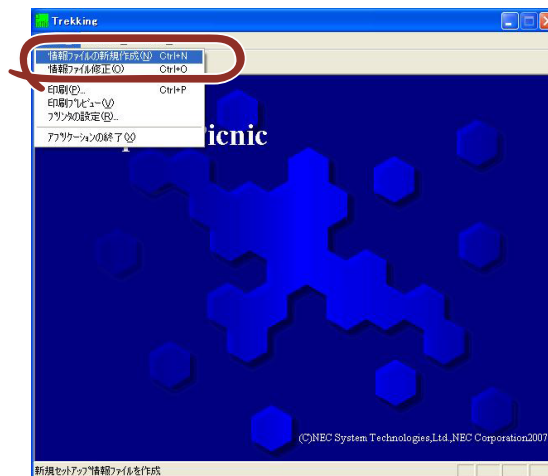 Trekking
情報ファイルの新規作成(N) Ctrl+N
情報ファイル修正(O) Ctrl+O
印刷(P)... Ctrl+P
印刷プレビュー(V)
プリンタの設定(R)...
アプリケーションの終了(X)
icnic
(C)NEC System Technologies,Ltd.,NEC Corporation2007
新規セットアップ情報ファイルを作成